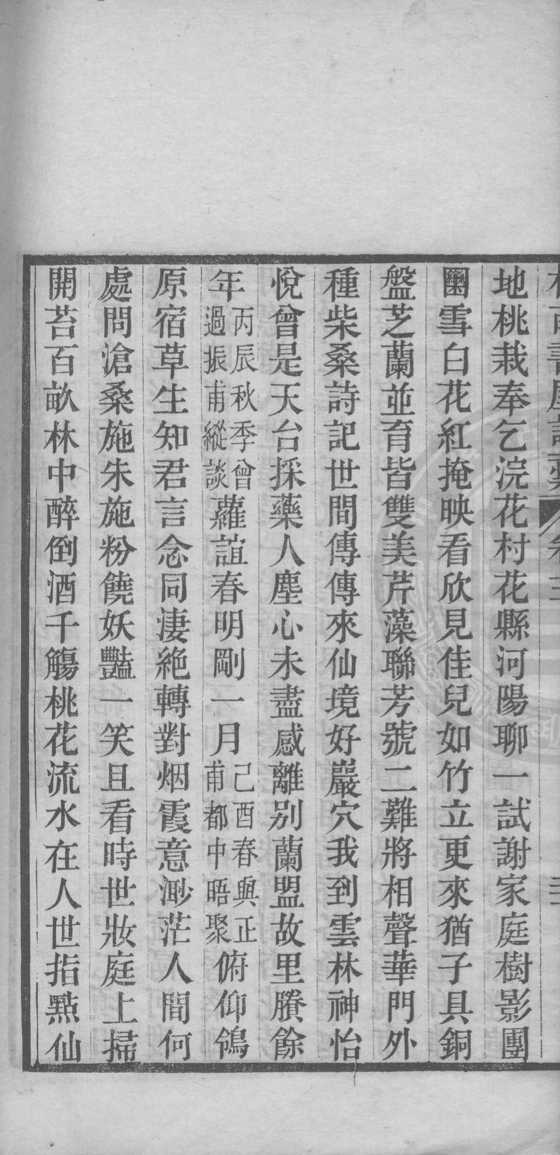 地桃栽奉乞浣花村花縣河陽聊一試謝家庭樹影團
團雪白花紅掩映看欣見佳兒如竹立更來猶子具銅
盤芝蘭並育皆雙美芹藻聯芳號二難將相聲華門外
種柴桑詩記世間傳傳來仙境好巖穴我到雲林神怡
悅曾是天台採藥人塵心未盡感離別蘭盟故里賸餘
年丙辰秋季曾過振甫縱談蘿誼春明剛一月己酉春與正甫都中晤聚俯仰鴒
原宿草生知君言念同淒絶轉對烟霞意渺茫人間何
處問滄桑施朱施粉饒妖豔一笑且看時世妝庭上掃
開苔百畝林中醉倒酒千觴桃花流水在人世指點仙